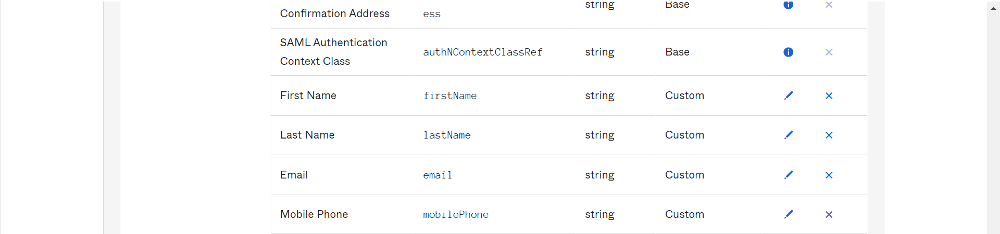 string Base
Confirmation Address ess
SAML Authentication
Context Class authNContextClassRef string Base
First Name firstName string Custom
Last Name lastName string Custom
Email email string Custom
Mobile Phone mobilePhone string Custom